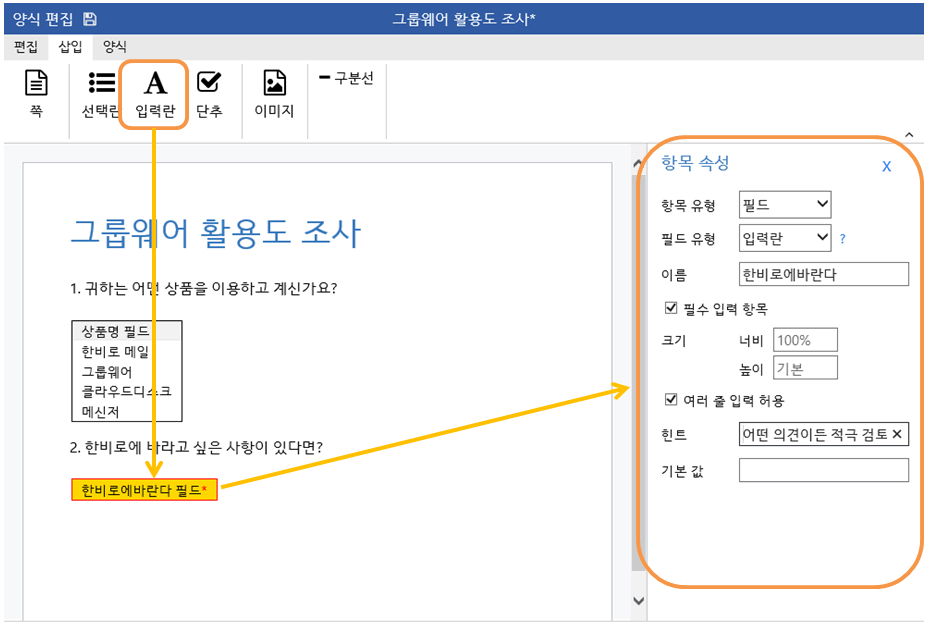 양식 편집
그룹웨어 활용도 조사*
편집 삽입 양식
쪽 선택란 입력란 단추 이미지 구분선
그룹웨어 활용도 조사
1. 귀하는 어떤 상품을 이용하고 계신가요?
상품명 필드
한비로 메일
그룹웨어
클라우드디스크
메신저
2. 한비로에 바라고 싶은 사항이 있다면?
한비로에바란다 필드*
항목 속성 X
항목 유형 필드
필드 유형 입력란 ?
이름 한비로에바란다
필수 입력 항목
크기 너비 100%
높이 기본
여러 줄 입력 허용
힌트 어떤 의견이든 적극 검토 ×
기본 값